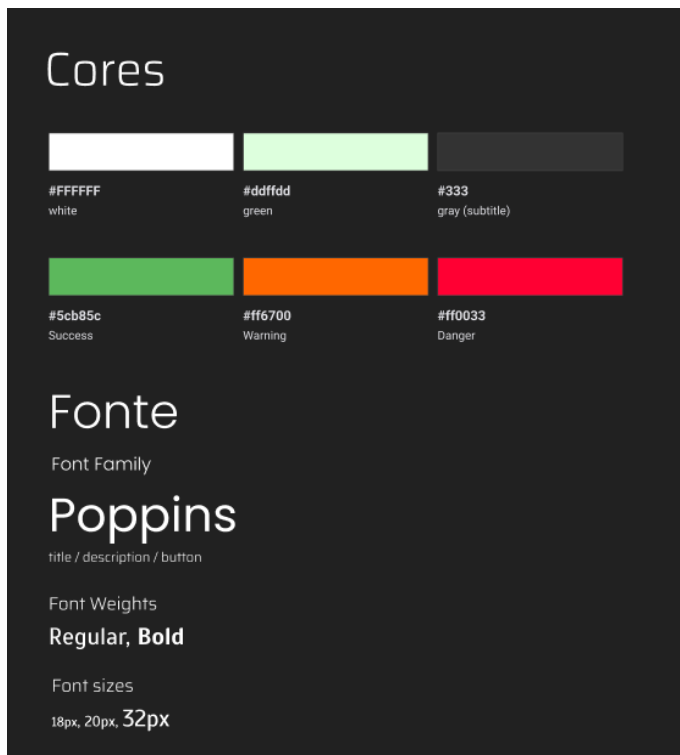 Cores
#FFFFFF
white
#ddffdd
green
#333
gray (subtitle)
#5cb85c
Success
#ff6700
Warning
#ff0033
Danger
Fonte
Font Family
Poppins
title / description / button
Font Weights
Regular, Bold
Font sizes
18px, 20px, 32px